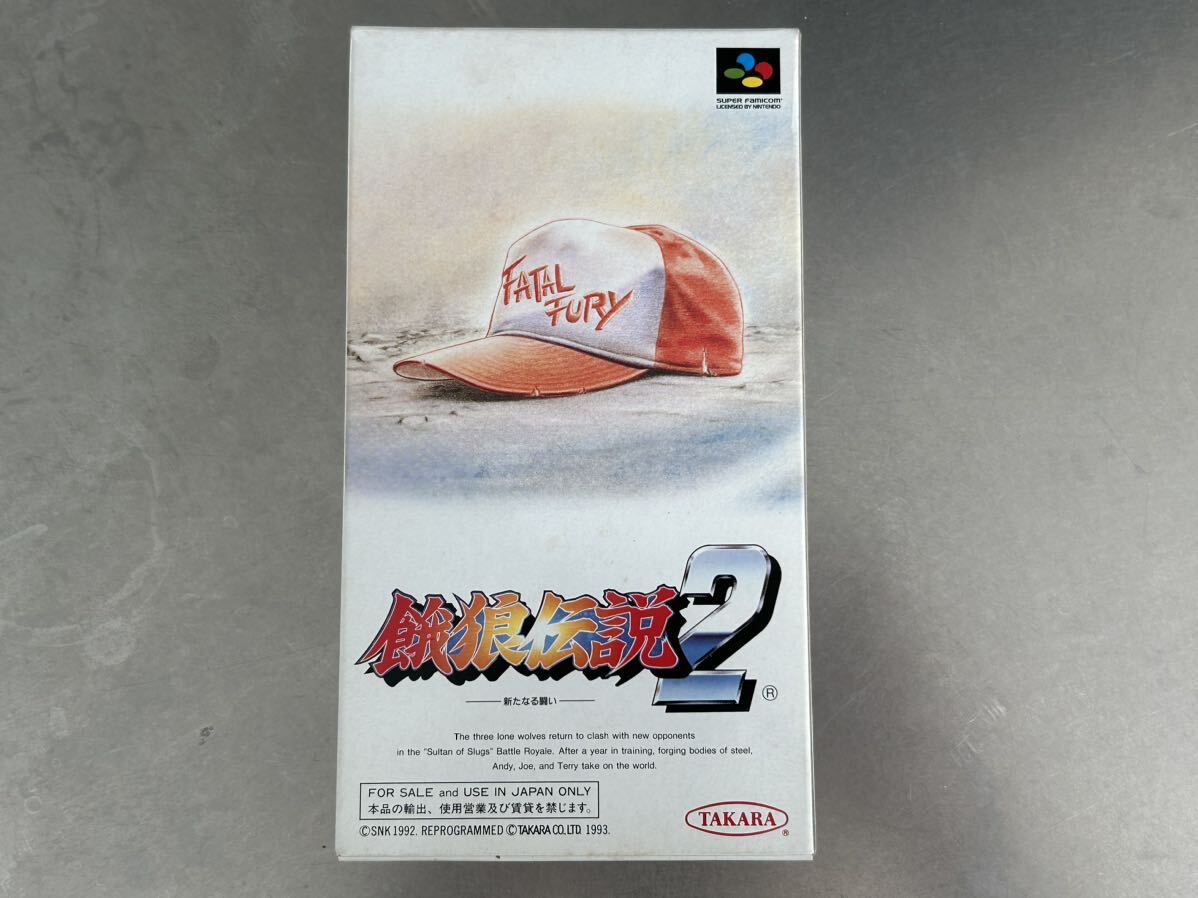 SUPER FAMICOM
LICENSED BY NINTENDO
FATAL
FURY
餓狼伝説2
®
新たなる闘い
The three lone wolves return to clash with new opponents
in the "Sultan of Slugs" Battle Royale. After a year in training, forging bodies of steel,
Andy, Joe, and Terry take on the world.
FOR SALE and USE IN JAPAN ONLY
本品の輸出、使用営業及び賃貸を禁じます。
©SNK 1992. REPROGRAMMED ©TAKARA CO.LTD. 1993.
TAKARA®